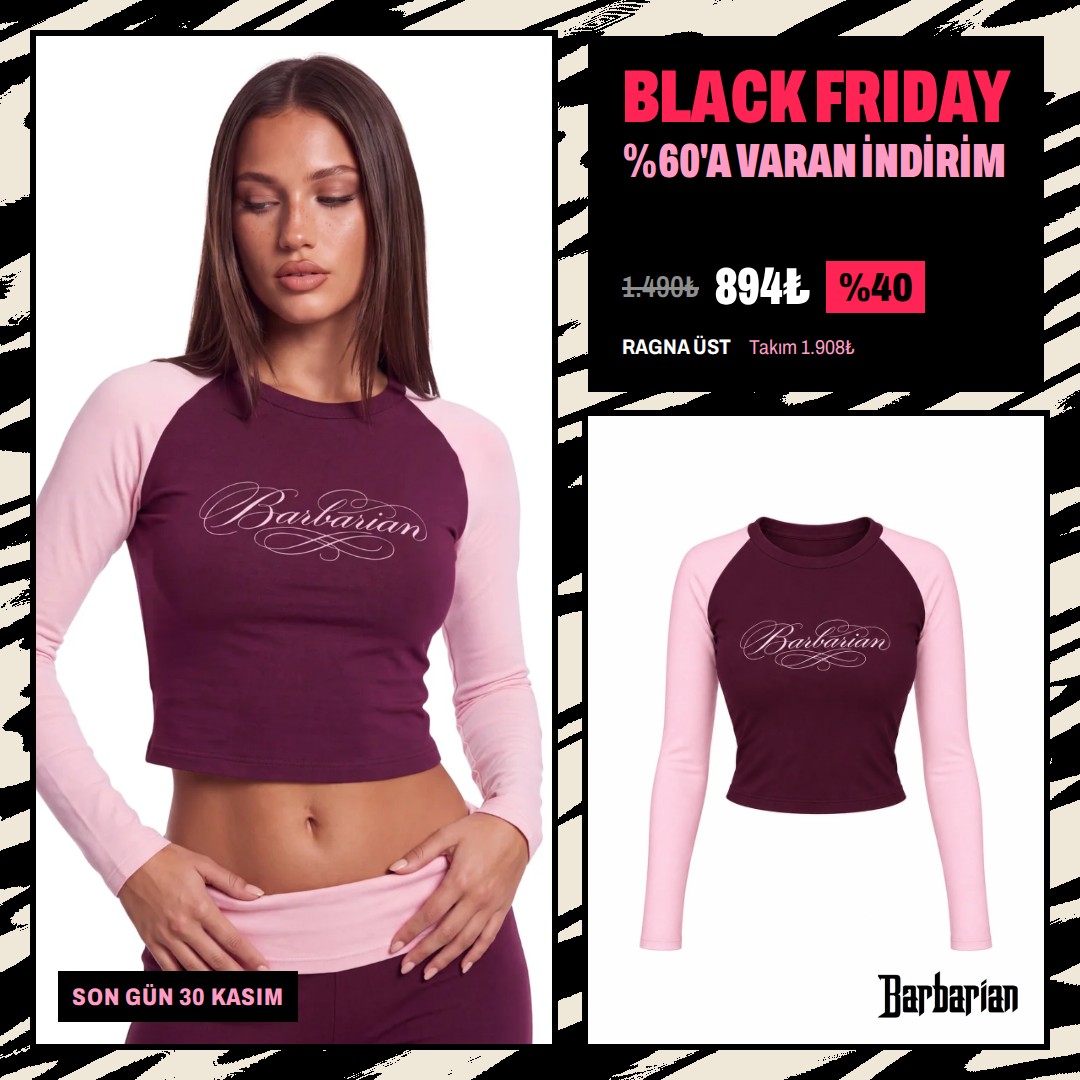 BLACK FRIDAY
%60'A VARAN İNDİRİM
1.490₺ 894₺ %40
RAGNA ÜST Takım 1.908₺
Barbarian
Barbarian
SON GÜN 30 KASIM
Barbarian